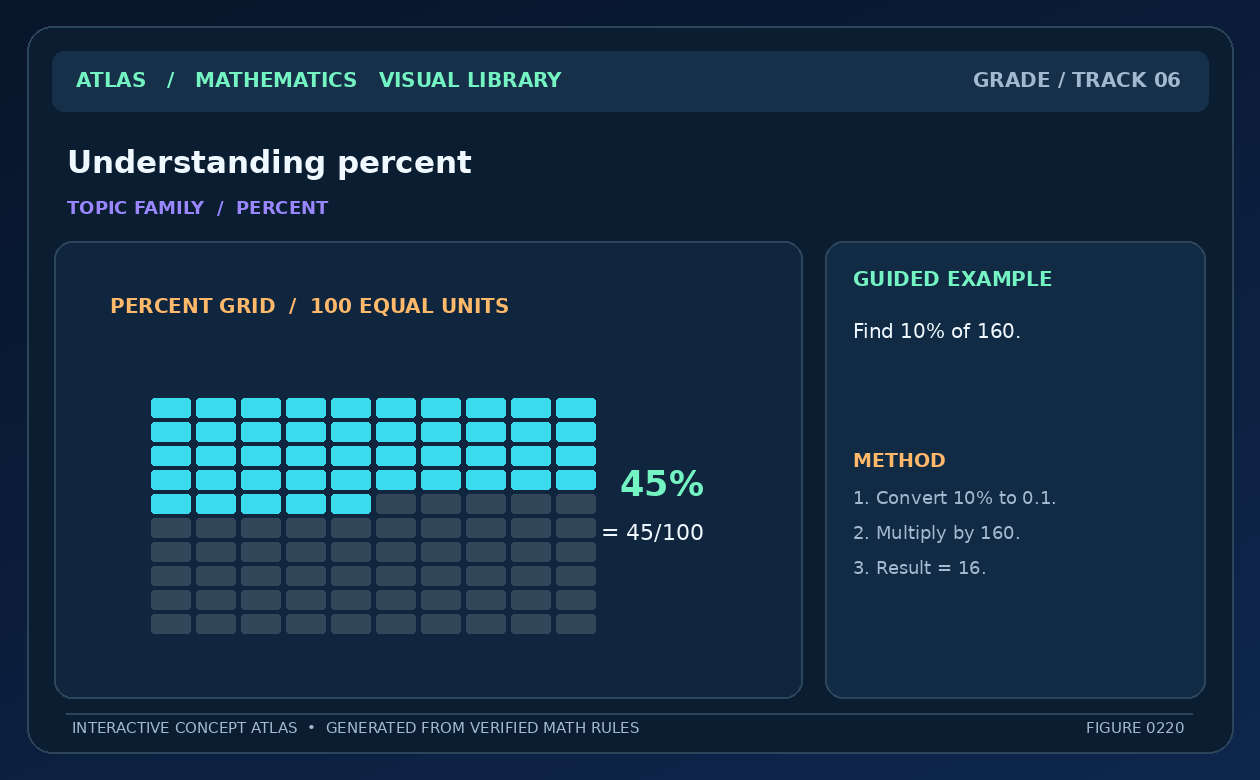 ATLAS / MATHEMATICS VISUAL LIBRARY
GRADE / TRACK 06
Understanding percent
TOPIC FAMILY / PERCENT
PERCENT GRID / 100 EQUAL UNITS
45%
= 45/100
GUIDED EXAMPLE
Find 10% of 160.
METHOD
1. Convert 10% to 0.1.
2. Multiply by 160.
3. Result = 16.
INTERACTIVE CONCEPT ATLAS • GENERATED FROM VERIFIED MATH RULES
FIGURE 0220